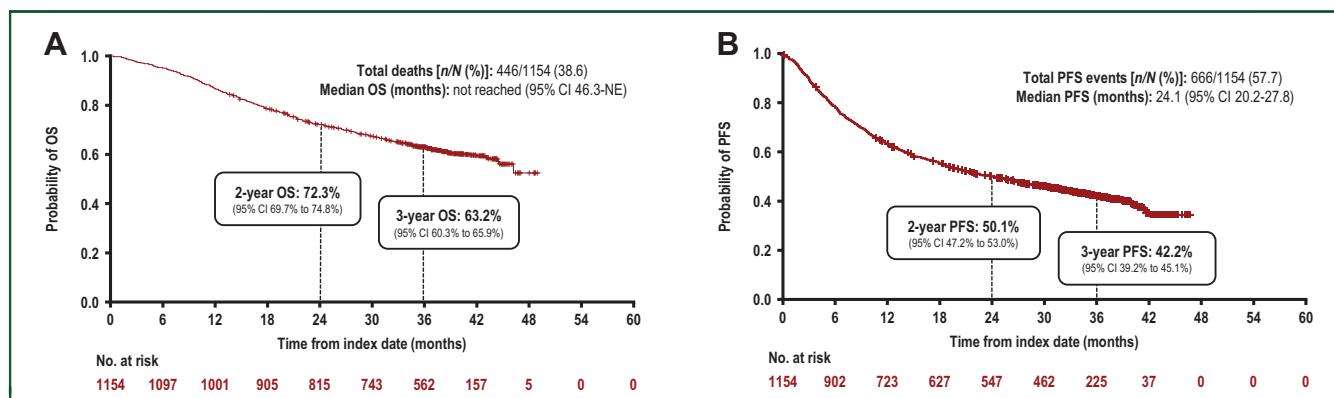 A
Total deaths [n/N (%)]: 446/1154 (38.6)
Median OS (months): not reached (95% CI 46.3-NE)
Probability of OS
1.0
0.8
0.6
0.4
0.2
0.0
2-year OS: 72.3%
(95% CI 69.7% to 74.8%)
3-year OS: 63.2%
(95% CI 60.3% to 65.9%)
0 6 12 18 24 30 36 42 48 54 60
Time from index date (months)
No. at risk
1154 1097 1001 905 815 743 562 157 5 0 0
B
Total PFS events [n/N (%)]: 666/1154 (57.7)
Median PFS (months): 24.1 (95% CI 20.2-27.8)
Probability of PFS
1.0
0.8
0.6
0.4
0.2
0.0
2-year PFS: 50.1%
(95% CI 47.2% to 53.0%)
3-year PFS: 42.2%
(95% CI 39.2% to 45.1%)
0 6 12 18 24 30 36 42 48 54 60
Time from index date (months)
No. at risk
1154 902 723 627 547 462 225 37 0 0 0